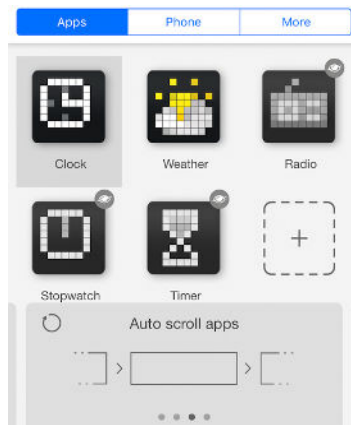 Apps Phone More
Clock Weather Radio
Stopwatch Timer
Auto scroll apps